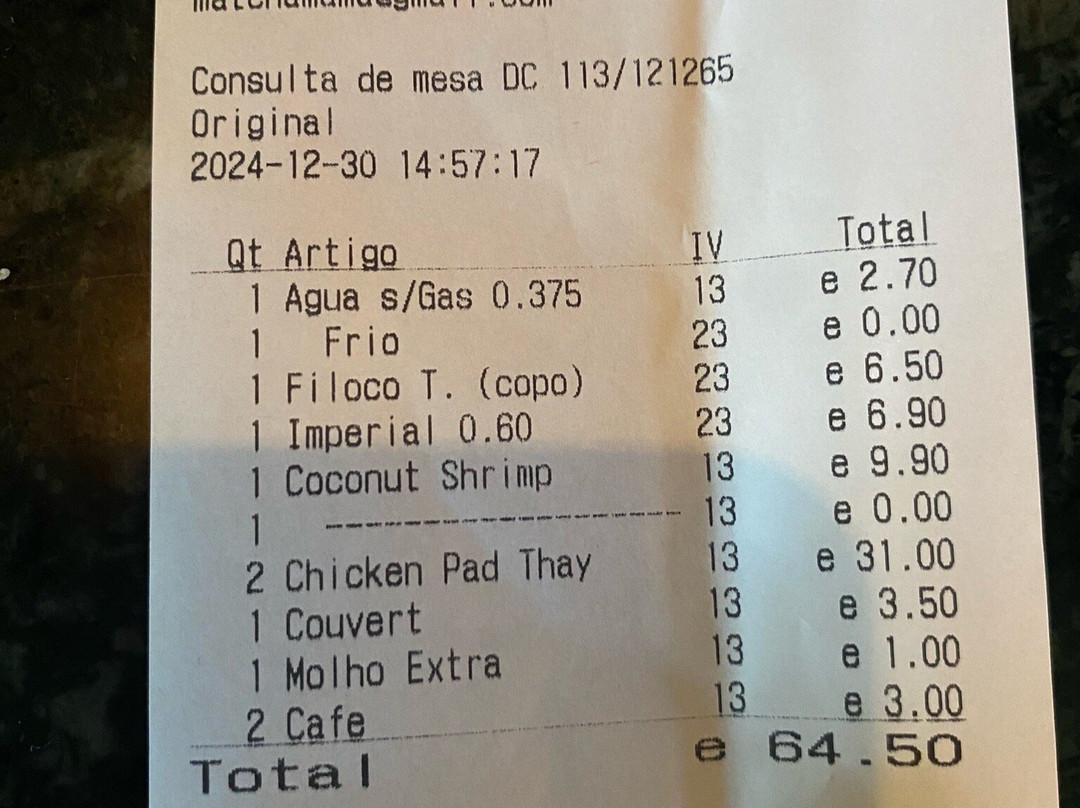 Consulta de mesa DC 113/121265
Original
2024-12-30 14:57:17
Qt Artigo IV Total
1 Agua s/Gas 0.375 13 e 2.70
1 Frio 23 e 0.00
1 Filoco T. (copo) 23 e 6.50
1 Imperial 0.60 23 e 6.90
1 Coconut Shrimp 13 e 9.90
1 ------------------- 13 e 0.00
2 Chicken Pad Thay 13 e 31.00
1 Couvert 13 e 3.50
1 Molho Extra 13 e 1.00
2 Cafe 13 e 3.00
Total e 64.50